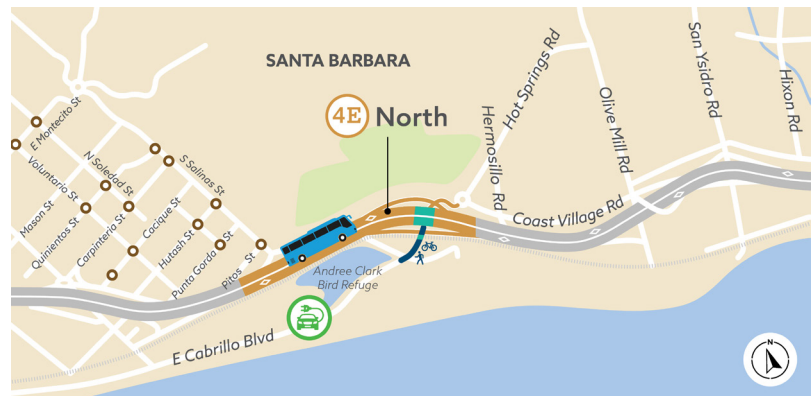 SANTA BARBARA
4E North
E Montecito St
Voluntario St
N Soledad St
S Salinas St
Mason St
Quinientos St
Carpinteria St
Cacique St
Hutash St
Punta Gorda St
Pitos St
Andree Clark
Bird Refuge
E Cabrillo Blvd
Hermosillo Rd
Hot Springs Rd
Olive Mill Rd
Coast Village Rd
San Ysidro Rd
Hixon Rd
N